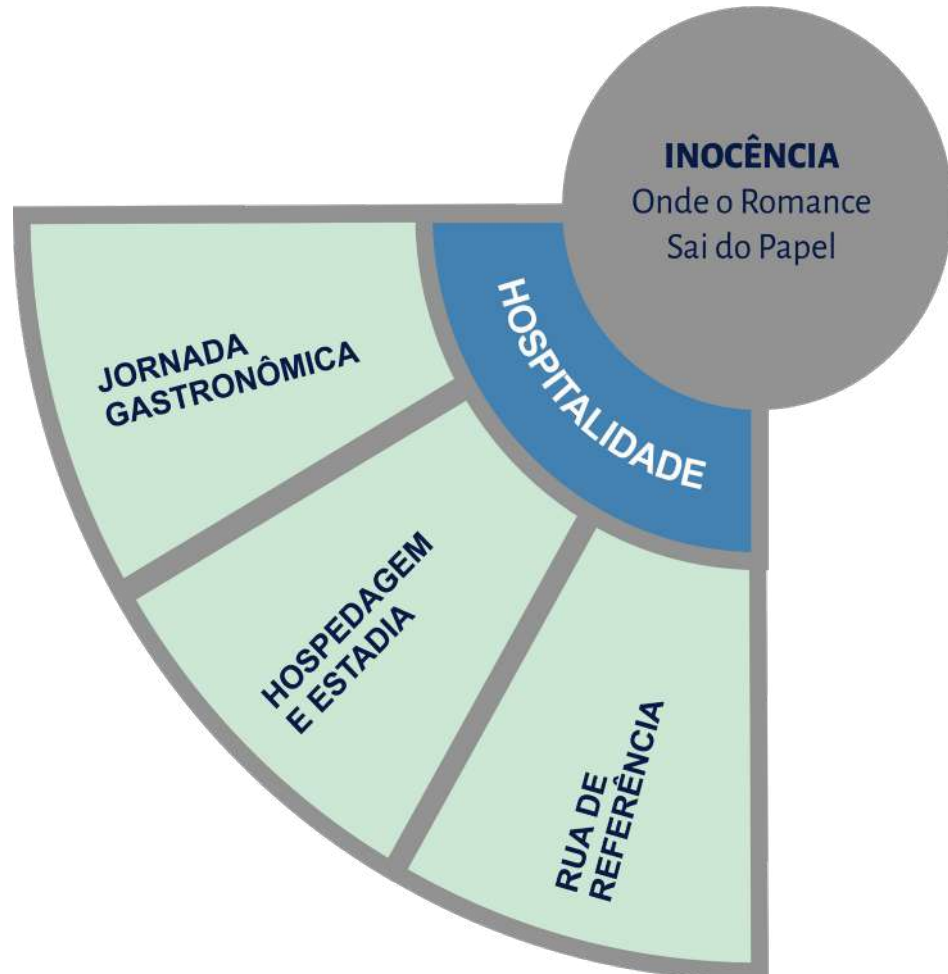 INOCÊNCIA
Onde o Romance
Sai do Papel
HOSPITALIDADE
JORNADA
GASTRONÔMICA
HOSPEDAGEM
E ESTADIA
RUA DE
REFERÊNCIA